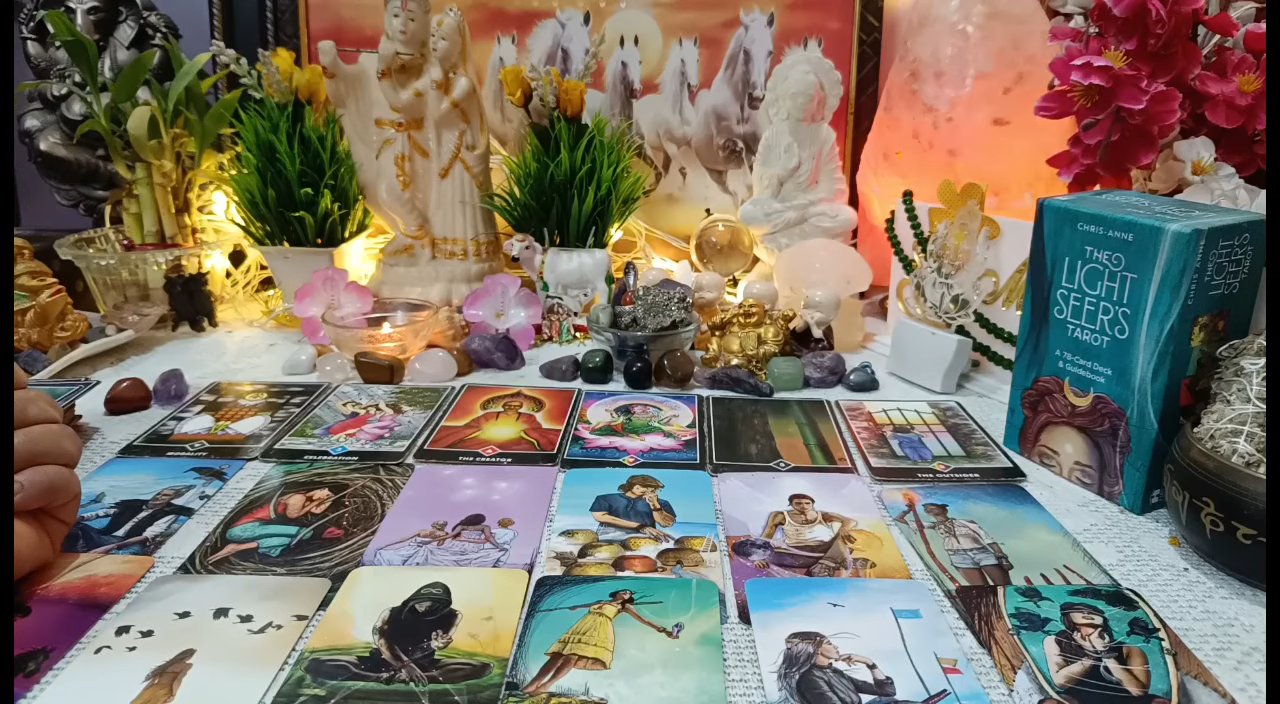 CHRIS-ANNE
THE
LIGHT
SEER'S
TAROT
A 78-Card Deck
& Guidebook
CHRIS-ANNE
THE
LIGHT
SEER'S
TAROT
MORALITY
CELEBRATION
THE CREATOR
THE OUTSIDER